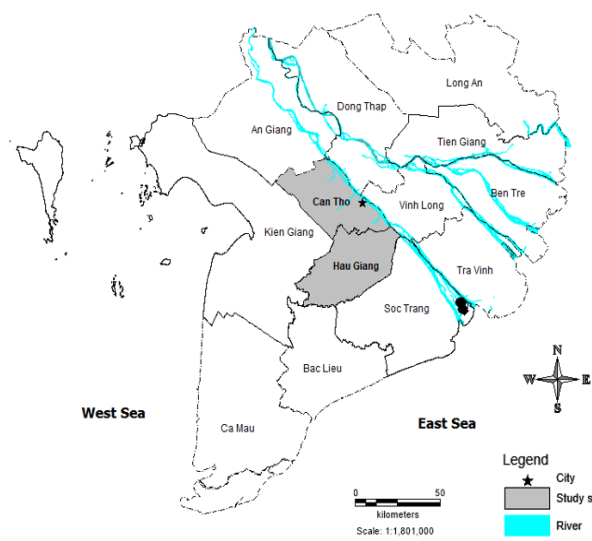 Long An
Dong Thap
An Giang
Tien Giang
Can Tho
Vinh Long
Ben Tre
Kien Giang
Hau Giang
Tra Vinh
Soc Trang
Bac Lieu
Ca Mau
West Sea
East Sea
N
W E
S
Legend
City
Study s
River
0 50
kilometers
Scale: 1:1,801,000